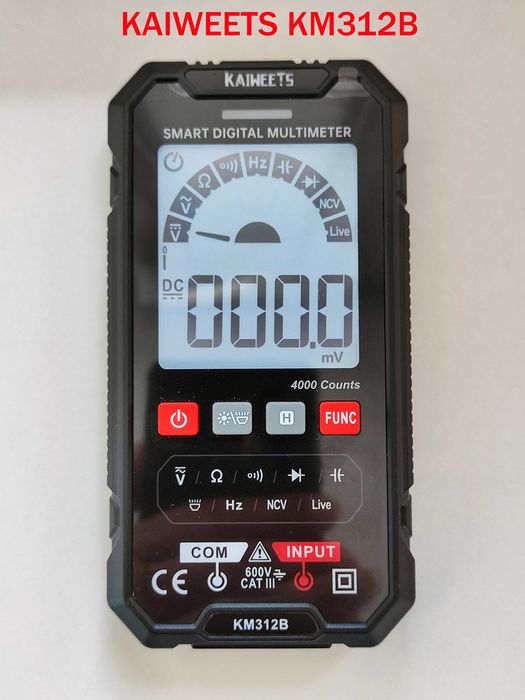 KAIWEETS KM312B
KAIWEETS
SMART DIGITAL MULTIMETER
V V Ω Hz NCV Live
0
DC 000.0
mV
4000 Counts
H FUNC
V / Ω / / /
/ Hz / NCV / Live
COM INPUT
CE 600V
CAT III
KM312B